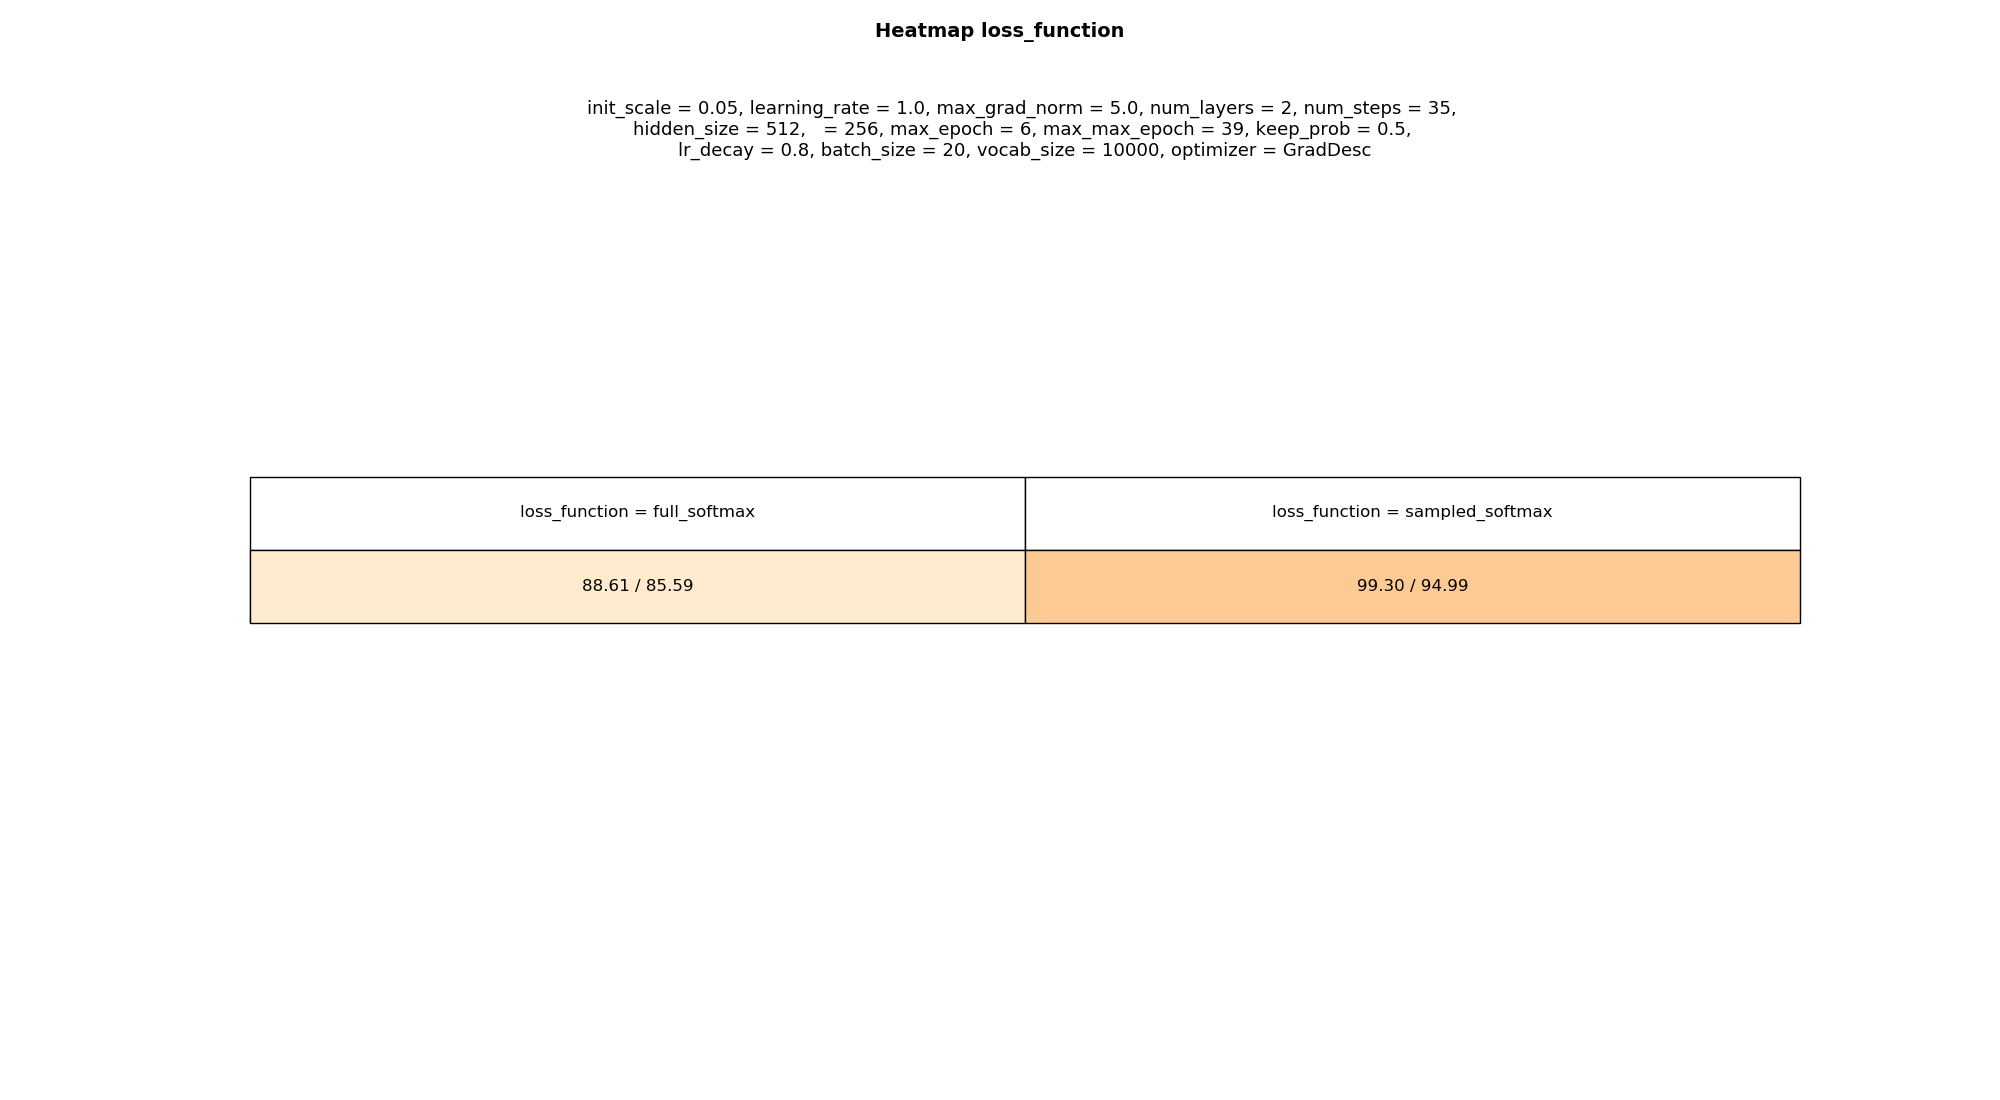 Heatmap loss_function
init_scale = 0.05, learning_rate = 1.0, max_grad_norm = 5.0, num_layers = 2, num_steps = 35,
hidden_size = 512,   = 256, max_epoch = 6, max_max_epoch = 39, keep_prob = 0.5,
lr_decay = 0.8, batch_size = 20, vocab_size = 10000, optimizer = GradDesc
loss_function = full_softmax
loss_function = sampled_softmax
88.61 / 85.59
99.30 / 94.99